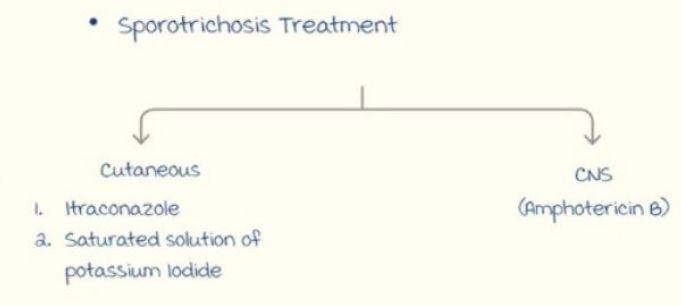 • Sporotrichosis Treatment
Cutaneous
1. Itraconazole
2. Saturated solution of
potassium Iodide
CNS
(Amphotericin B)